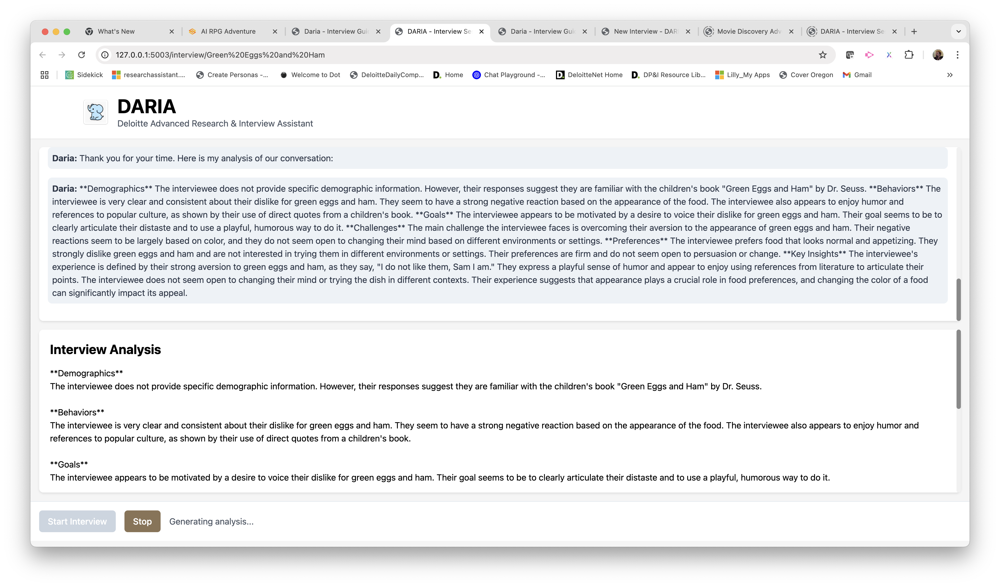 What's New
AI RPG Adventure
Daria - Interview Gui
DARIA - Interview Se
Daria - Interview Gui
New Interview - DAR
Movie Discovery Adv
DARIA - Interview Se
127.0.0.1:5003/interview/Green%20Eggs%20and%20Ham
Sidekick
researchassistant....
Create Personas -...
Welcome to Dot
DeloitteDailyComp...
D. Home
Chat Playground -...
D. DeloitteNet Home
D. DP&I Resource Lib...
Lilly_My Apps
Cover Oregon
Gmail
DARIA
Deloitte Advanced Research & Interview Assistant
Daria: Thank you for your time. Here is my analysis of our conversation:
Daria: **Demographics** The interviewee does not provide specific demographic information. However, their responses suggest they are familiar with the children's book "Green Eggs and Ham" by Dr. Seuss. **Behaviors** The
interviewee is very clear and consistent about their dislike for green eggs and ham. They seem to have a strong negative reaction based on the appearance of the food. The interviewee also appears to enjoy humor and
references to popular culture, as shown by their use of direct quotes from a children's book. **Goals** The interviewee appears to be motivated by a desire to voice their dislike for green eggs and ham. Their goal seems to be to
clearly articulate their distaste and to use a playful, humorous way to do it. **Challenges** The main challenge the interviewee faces is overcoming their aversion to the appearance of green eggs and ham. Their negative
reactions seem to be largely based on color, and they do not seem open to changing their mind based on different environments or settings. **Preferences** The interviewee prefers food that looks normal and appetizing. They
strongly dislike green eggs and ham and are not interested in trying them in different environments or settings. Their preferences are firm and do not seem open to persuasion or change. **Key Insights** The interviewee's
experience is defined by their strong aversion to green eggs and ham, as they say, "I do not like them, Sam I am." They express a playful sense of humor and appear to enjoy using references from literature to articulate their
points. The interviewee does not seem open to changing their mind or trying the dish in different contexts. Their experience suggests that appearance plays a crucial role in food preferences, and changing the color of a food
can significantly impact its appeal.
Interview Analysis
**Demographics**
The interviewee does not provide specific demographic information. However, their responses suggest they are familiar with the children's book "Green Eggs and Ham" by Dr. Seuss.
**Behaviors**
The interviewee is very clear and consistent about their dislike for green eggs and ham. They seem to have a strong negative reaction based on the appearance of the food. The interviewee also appears to enjoy humor and
references to popular culture, as shown by their use of direct quotes from a children's book.
**Goals**
The interviewee appears to be motivated by a desire to voice their dislike for green eggs and ham. Their goal seems to be to clearly articulate their distaste and to use a playful, humorous way to do it.
Start Interview
Stop
Generating analysis...